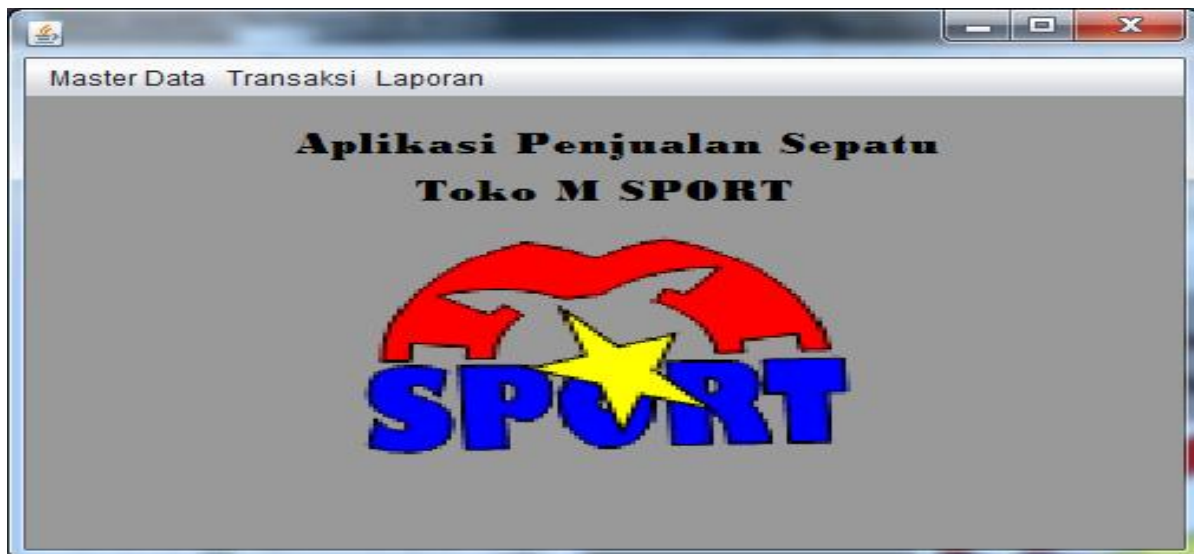 Master Data Transaksi Laporan
Aplikasi Penjualan Sepatu
Toko M SPORT
SPORT